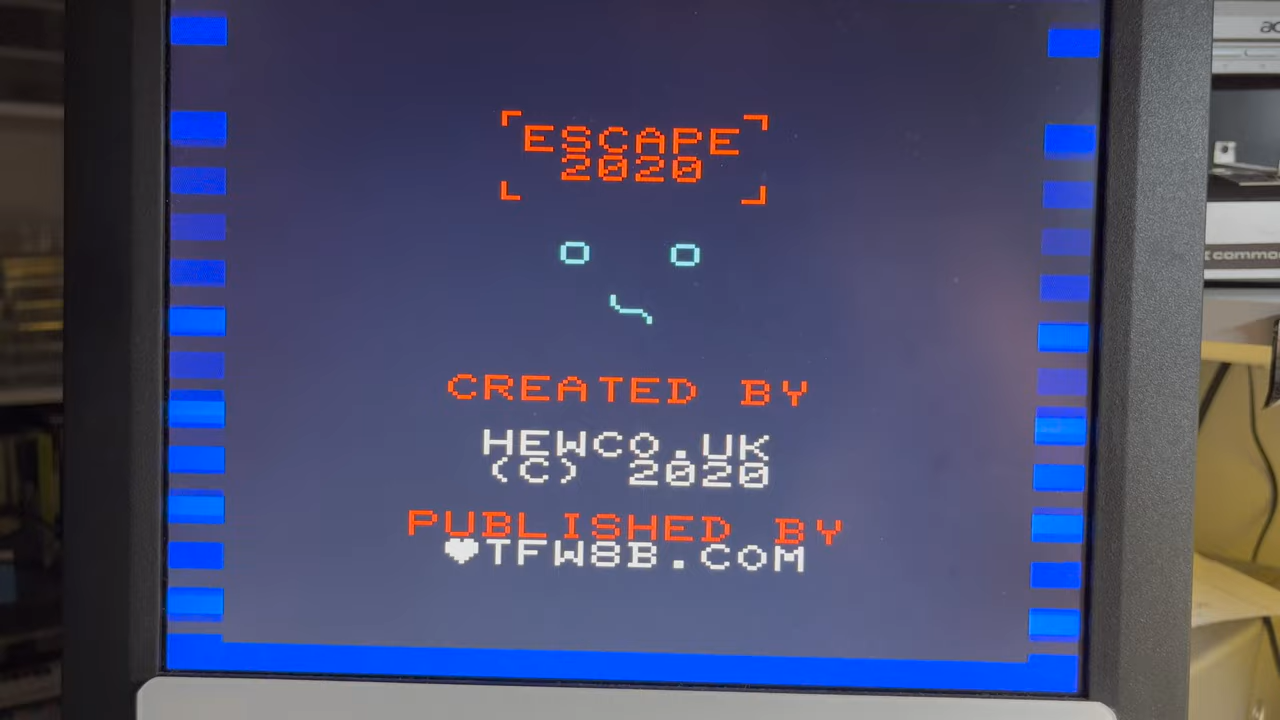 ESCAPE
2020
CREATED BY
HEWCO.UK
(C) 2020
PUBLISHED BY
♥TFW8B.COM